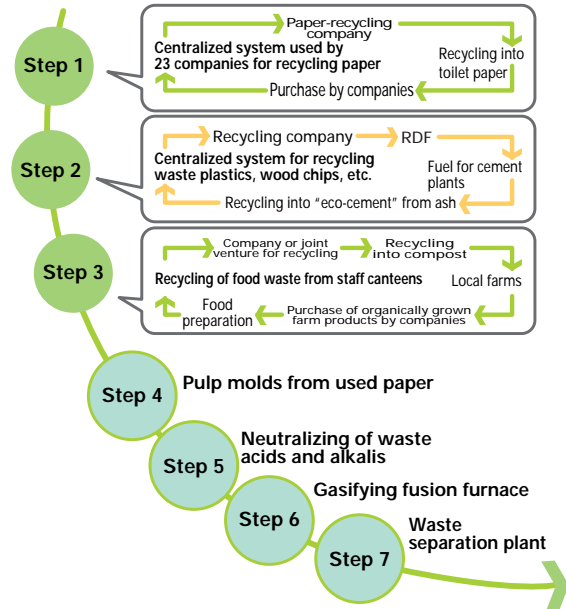 Step 1
Paper-recycling
company
Centralized system used by
23 companies for recycling paper
Recycling into
toilet paper
Purchase by companies
Step 2
Recycling company
RDF
Centralized system for recycling
waste plastics, wood chips, etc.
Fuel for cement
plants
Recycling into “eco-cement” from ash
Step 3
Company or joint
venture for recycling
Recycling
into compost
Recycling of food waste from staff canteens
Local farms
Food
preparation
Purchase of organically grown
farm products by companies
Step 4
Pulp molds from used paper
Step 5
Neutralizing of waste
acids and alkalis
Step 6
Gasifying fusion furnace
Step 7
Waste
separation plant